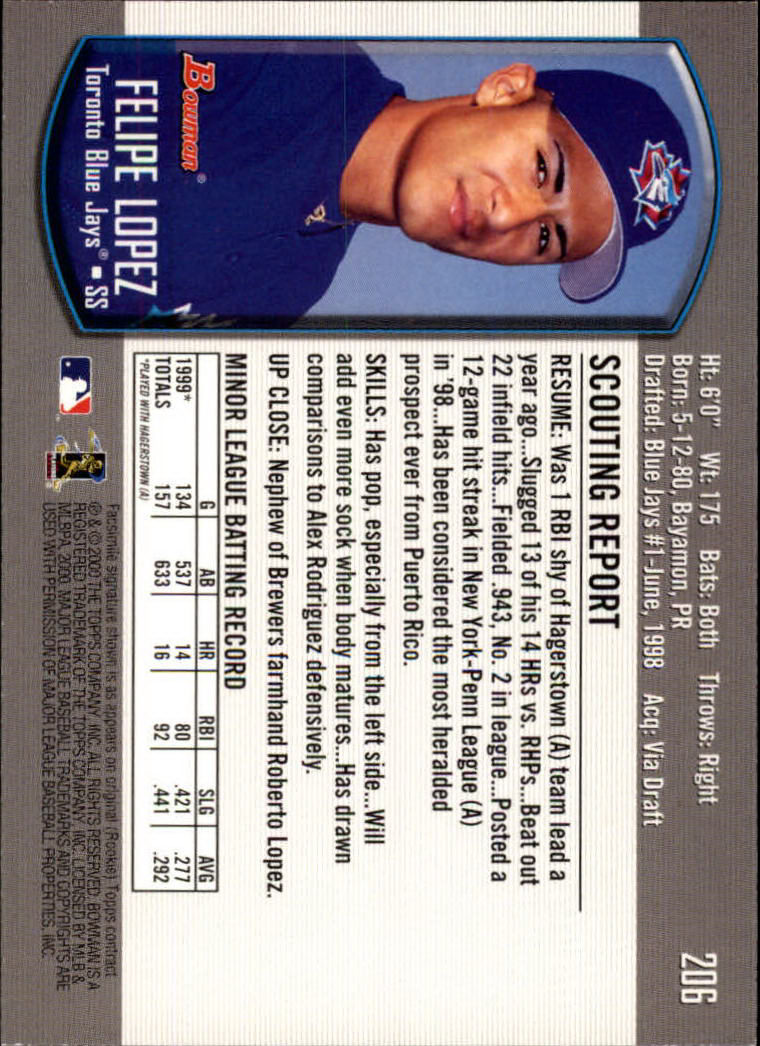 206
Ht: 6'0" Wt: 175 Bats: Both Throws: Right
Born: 5-12-80, Bayamon, PR
Drafted: Blue Jays #1-June, 1998 Acq: Via Draft
Bowman®
FELIPE LOPEZ
Toronto Blue Jays® ▪ SS
SCOUTING REPORT
RESUME: Was 1 RBI shy of Hagerstown (A) team lead a
year ago...Slugged 13 of his 14 HRs vs. RHPs...Beat out
22 infield hits...Fielded .943, No. 2 in league...Posted a
12-game hit streak in New York-Penn League (A)
in '98...Has been considered the most heralded
prospect ever from Puerto Rico.
SKILLS: Has pop, especially from the left side...Will
add even more sock when body matures...Has drawn
comparisons to Alex Rodriguez defensively.
UP CLOSE: Nephew of Brewers farmhand Roberto Lopez.
MINOR LEAGUE BATTING RECORD
G AB HR RBI SLG AVG
1999* 134 537 14 80 .421 .277
TOTALS 157 633 16 92 .441 .292
*PLAYED WITH HAGERSTOWN (A)
Facsimile signature shown is as appears on original (Rookie) Topps contract
® & © 2000 THE TOPPS COMPANY, INC. ALL RIGHTS RESERVED. BOWMAN IS A
REGISTERED TRADEMARK OF THE TOPPS COMPANY, INC. LICENSED BY MLB &
MLBPA 2000. MAJOR LEAGUE BASEBALL TRADEMARKS AND COPYRIGHTS ARE
USED WITH PERMISSION OF MAJOR LEAGUE BASEBALL PROPERTIES, INC.